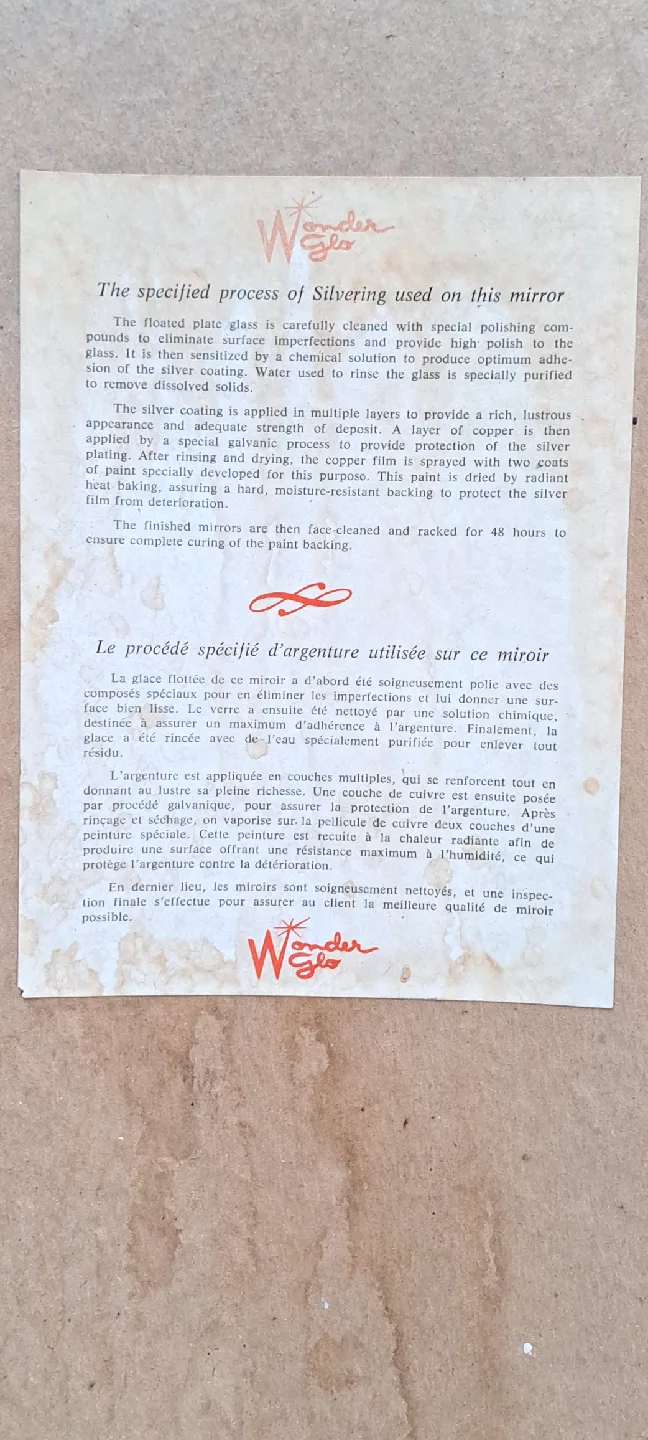 Wonder
Glo
The specified process of Silvering used on this mirror
The floated plate glass is carefully cleaned with special polishing com-
pounds to eliminate surface imperfections and provide high polish to the
glass. It is then sensitized by a chemical solution to produce optimum adhe-
sion of the silver coating. Water used to rinse the glass is specially purified
to remove dissolved solids.
The silver coating is applied in multiple layers to provide a rich, lustrous
appearance and adequate strength of deposit. A layer of copper is then
applied by a special galvanic process to provide protection of the silver
plating. After rinsing and drying, the copper film is sprayed with two coats
of paint specially developed for this purpose. This paint is dried by radiant
heat baking, assuring a hard, moisture-resistant backing to protect the silver
film from deterioration.
The finished mirrors are then face-cleaned and racked for 48 hours to
ensure complete curing of the paint backing.
Le procédé spécifié d'argenture utilisée sur ce miroir
La glace flottée de ce miroir a d'abord été soigneusement polie avec des
composés spéciaux pour en éliminer les imperfections et lui donner une sur-
face bien lisse. Le verre a ensuite été nettoyé par une solution chimique,
destinée à assurer un maximum d'adhérence à l'argenture. Finalement, la
glace a été rincée avec de l'eau spécialement purifiée pour enlever tout
résidu.
L'argenture est appliquée en couches multiples, qui se renforcent tout en
donnant au lustre sa pleine richesse. Une couche de cuivre est ensuite posée
par procédé galvanique, pour assurer la protection de l'argenture. Après
rinçage et séchage, on vaporise sur la pellicule de cuivre deux couches d'une
peinture spéciale. Cette peinture est recuite à la chaleur radiante afin de
produire une surface offrant une résistance maximum à l'humidité, ce qui
protège l'argenture contre la détérioration.
En dernier lieu, les miroirs sont soigneusement nettoyés, et une inspec-
tion finale s'effectue pour assurer au client la meilleure qualité de miroir
possible.
Wonder
Glo